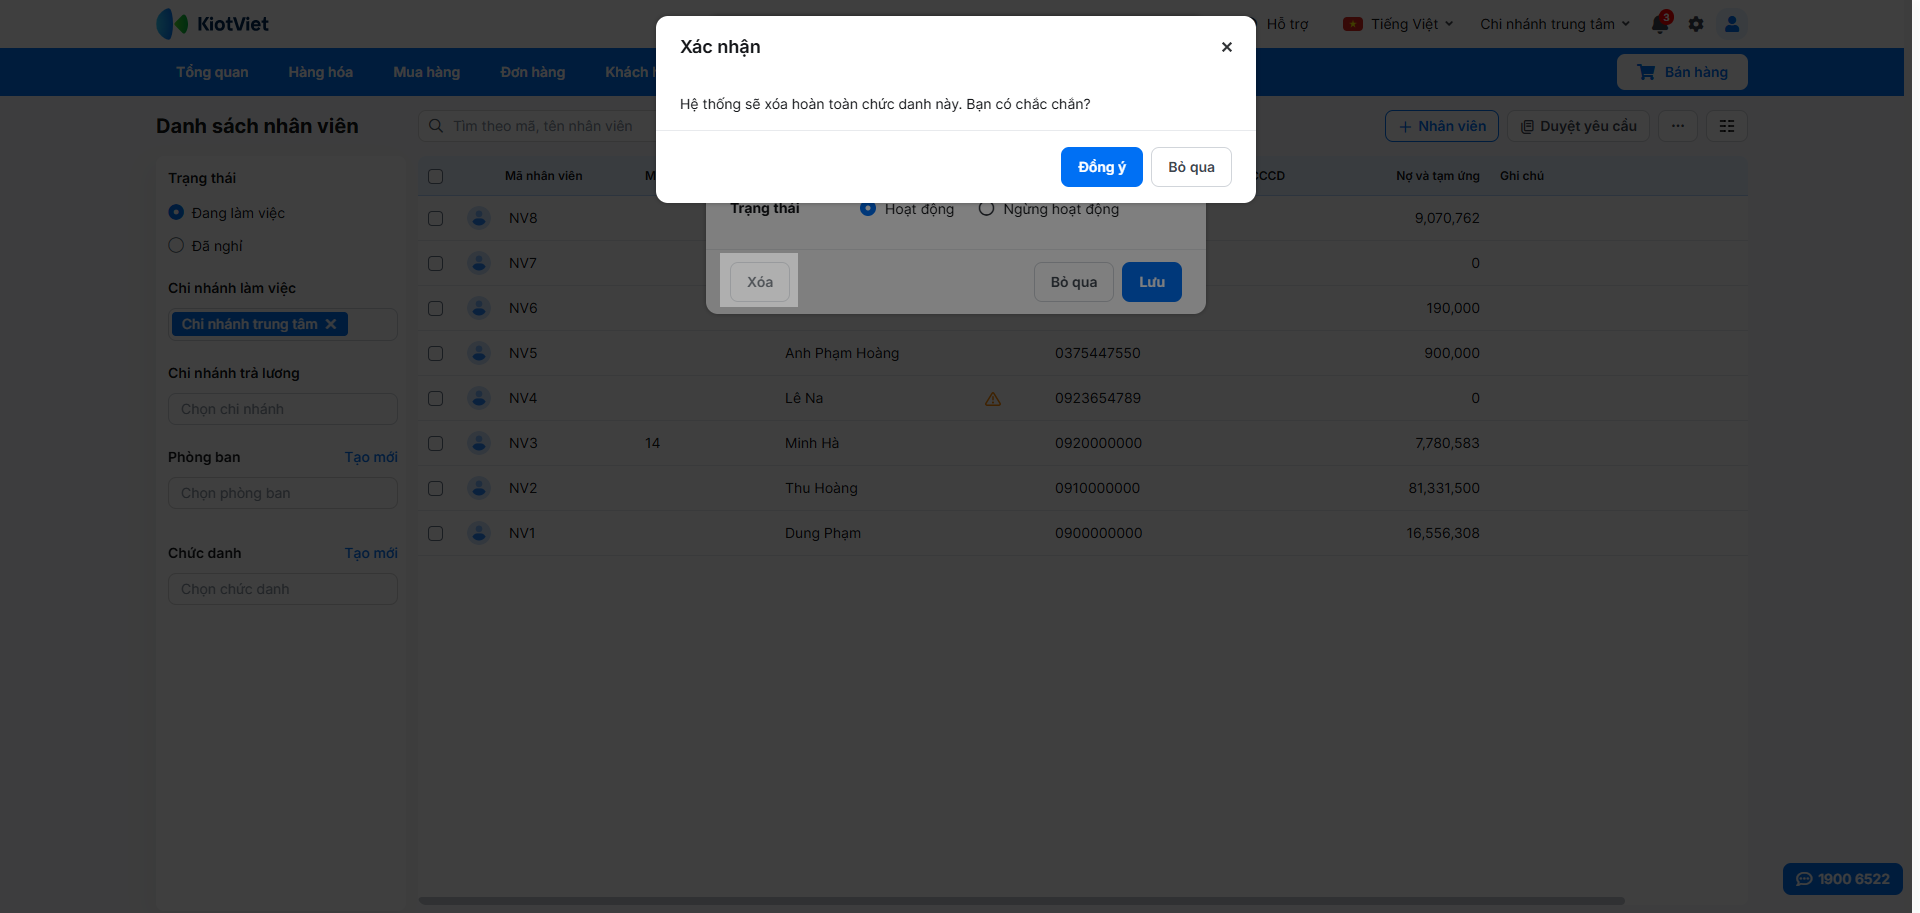 KiotViet
Hỗ trợ
Tiếng Việt
Chi nhánh trung tâm
3
Tổng quan
Hàng hóa
Mua hàng
Đơn hàng
Khách
Bán hàng
Xác nhận
Hệ thống sẽ xóa hoàn toàn chức danh này. Bạn có chắc chắn?
Đồng ý
Bỏ qua
Danh sách nhân viên
Tìm theo mã, tên nhân viên
Nhân viên
Duyệt yêu cầu
Trạng thái
Đang làm việc
Đã nghỉ
Chi nhánh làm việc
Chi nhánh trung tâm
Chi nhánh trả lương
Chọn chi nhánh
Phòng ban
Tạo mới
Chọn phòng ban
Chức danh
Tạo mới
Chọn chức danh
Trạng thái
Hoạt động
Ngừng hoạt động
Xóa
Bỏ qua
Lưu
Mã nhân viên
CCCD
Nợ và tạm ứng
Ghi chú
NV8 9,070,762
NV7 0
NV6 190,000
NV5 Anh Phạm Hoàng 0375447550 900,000
NV4 Lê Na 0923654789 0
NV3 14 Minh Hà 0920000000 7,780,583
NV2 Thu Hoàng 0910000000 81,331,500
NV1 Dung Phạm 0900000000 16,556,308
1900 6522